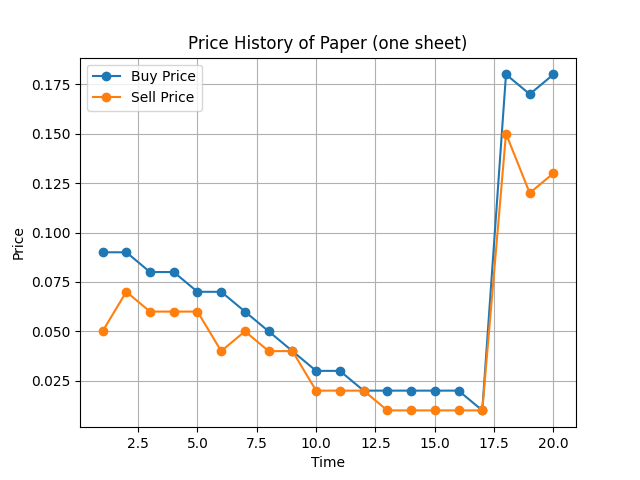 Price History of Paper (one sheet)
Buy Price
Sell Price
0.175
0.150
0.125
0.100
0.075
0.050
0.025
Price
2.5 5.0 7.5 10.0 12.5 15.0 17.5 20.0
Time